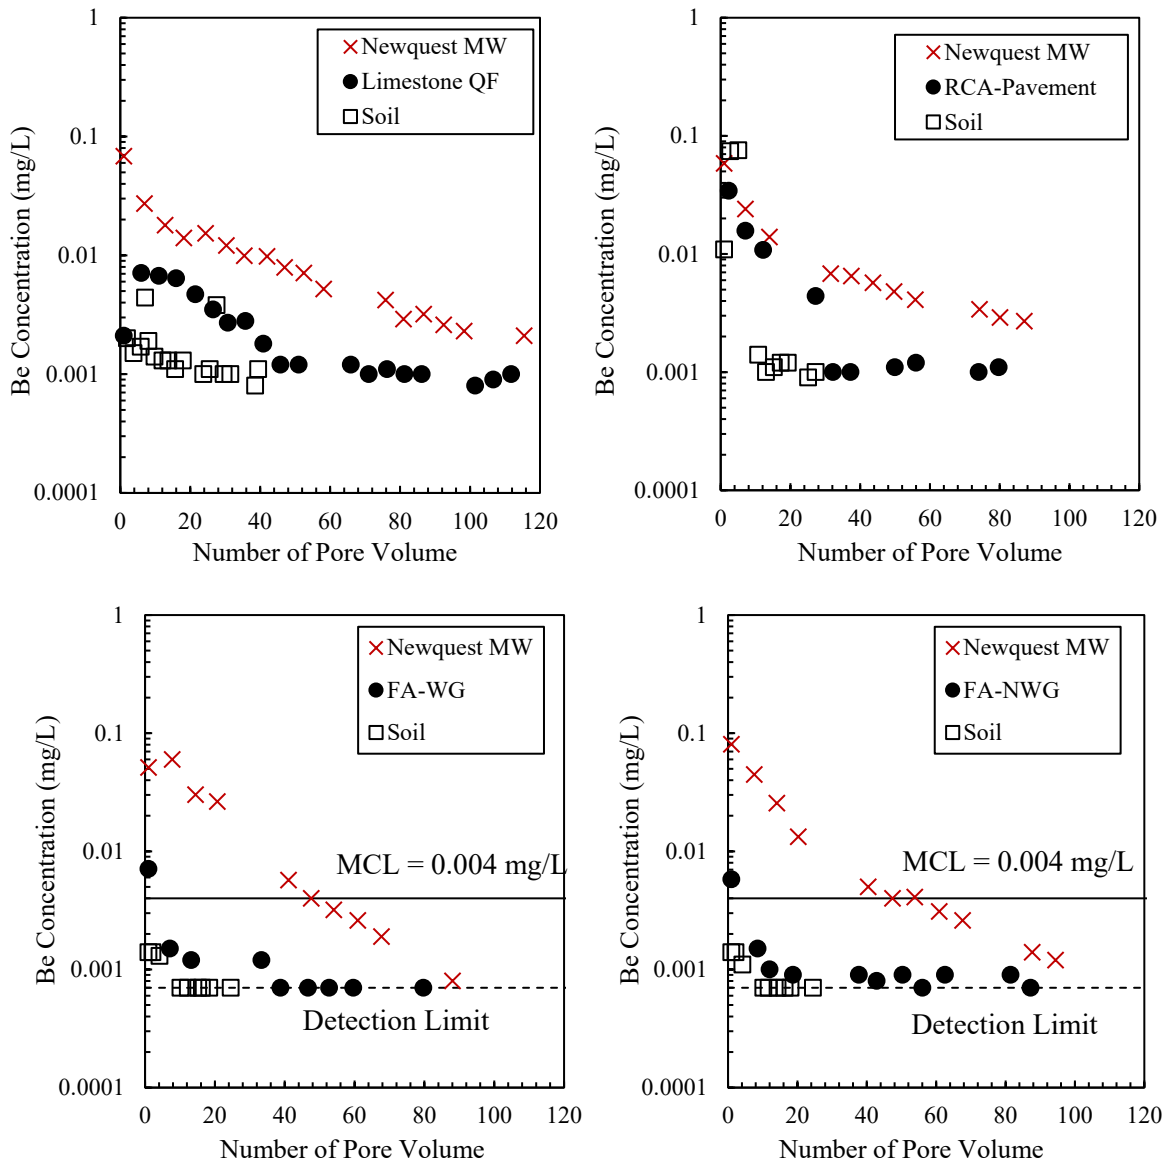 1
0.1
0.01
0.001
0.0001
Be Concentration (mg/L)
Newquest MW
Limestone QF
Soil
0 20 40 60 80 100 120
Number of Pore Volume
1
0.1
0.01
0.001
0.0001
Be Concentration (mg/L)
Newquest MW
RCA-Pavement
Soil
0 20 40 60 80 100 120
Number of Pore Volume
1
0.1
0.01
0.001
0.0001
Be Concentration (mg/L)
Newquest MW
FA-WG
Soil
MCL = 0.004 mg/L
Detection Limit
0 20 40 60 80 100 120
Number of Pore Volume
1
0.1
0.01
0.001
0.0001
Be Concentration (mg/L)
Newquest MW
FA-NWG
Soil
MCL = 0.004 mg/L
Detection Limit
0 20 40 60 80 100 120
Number of Pore Volume